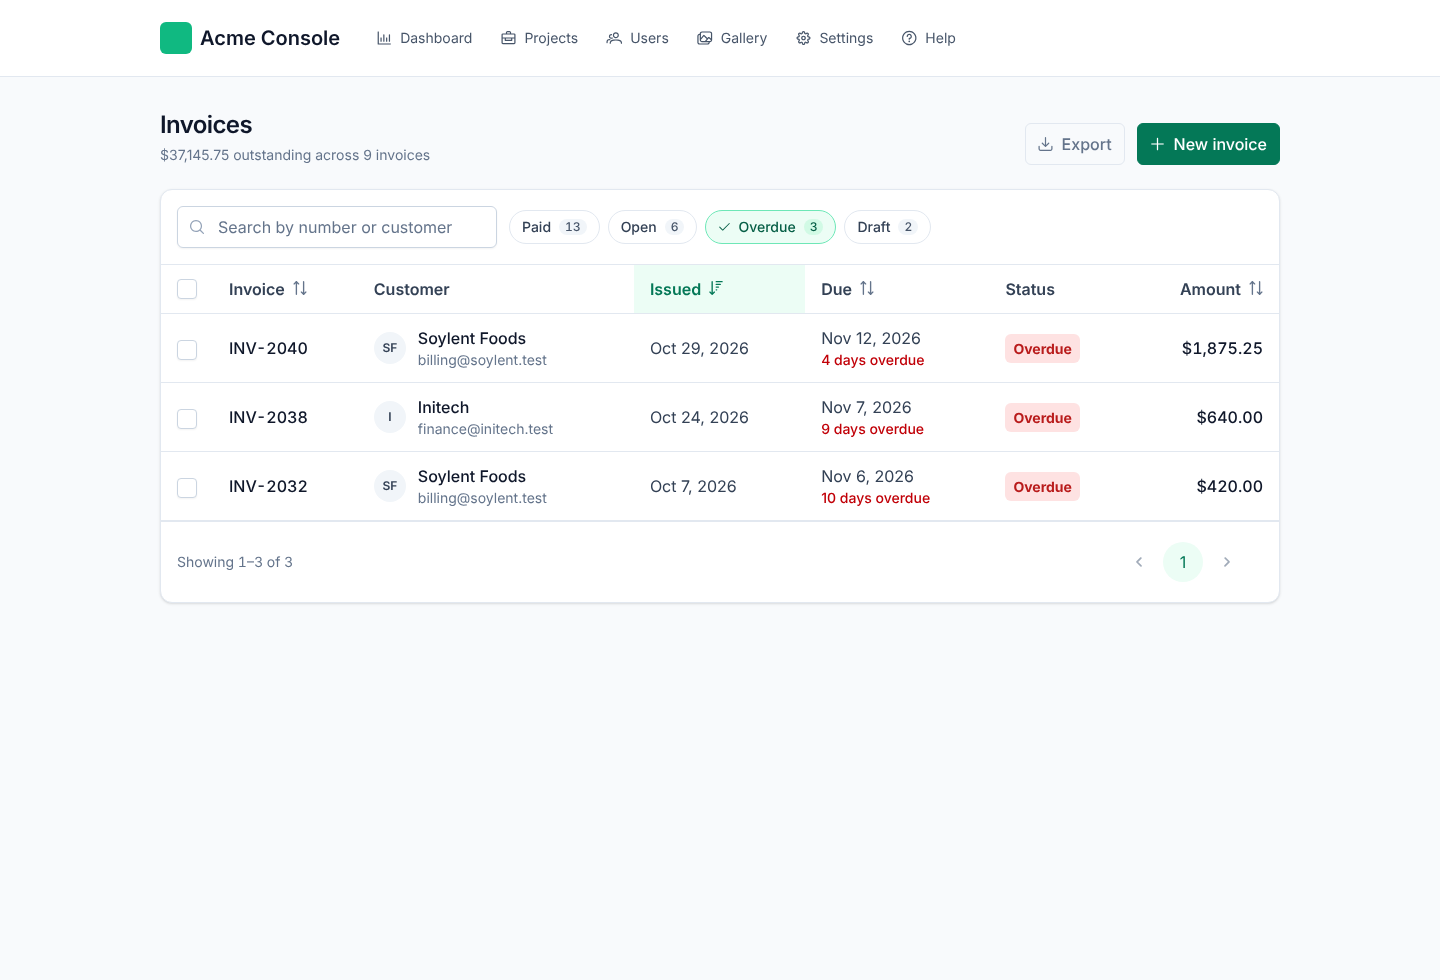 Acme Console
Dashboard
Projects
Users
Gallery
Settings
Help
Invoices
$37,145.75 outstanding across 9 invoices
Export
New invoice
Search by number or customer
Paid 13
Open 6
Overdue 3
Draft 2
Invoice
Customer
Issued
Due
Status
Amount
INV-2040
SF
Soylent Foods
billing@soylent.test
Oct 29, 2026
Nov 12, 2026
4 days overdue
Overdue
$1,875.25
INV-2038
I
Initech
finance@initech.test
Oct 24, 2026
Nov 7, 2026
9 days overdue
Overdue
$640.00
INV-2032
SF
Soylent Foods
billing@soylent.test
Oct 7, 2026
Nov 6, 2026
10 days overdue
Overdue
$420.00
Showing 1–3 of 3
1